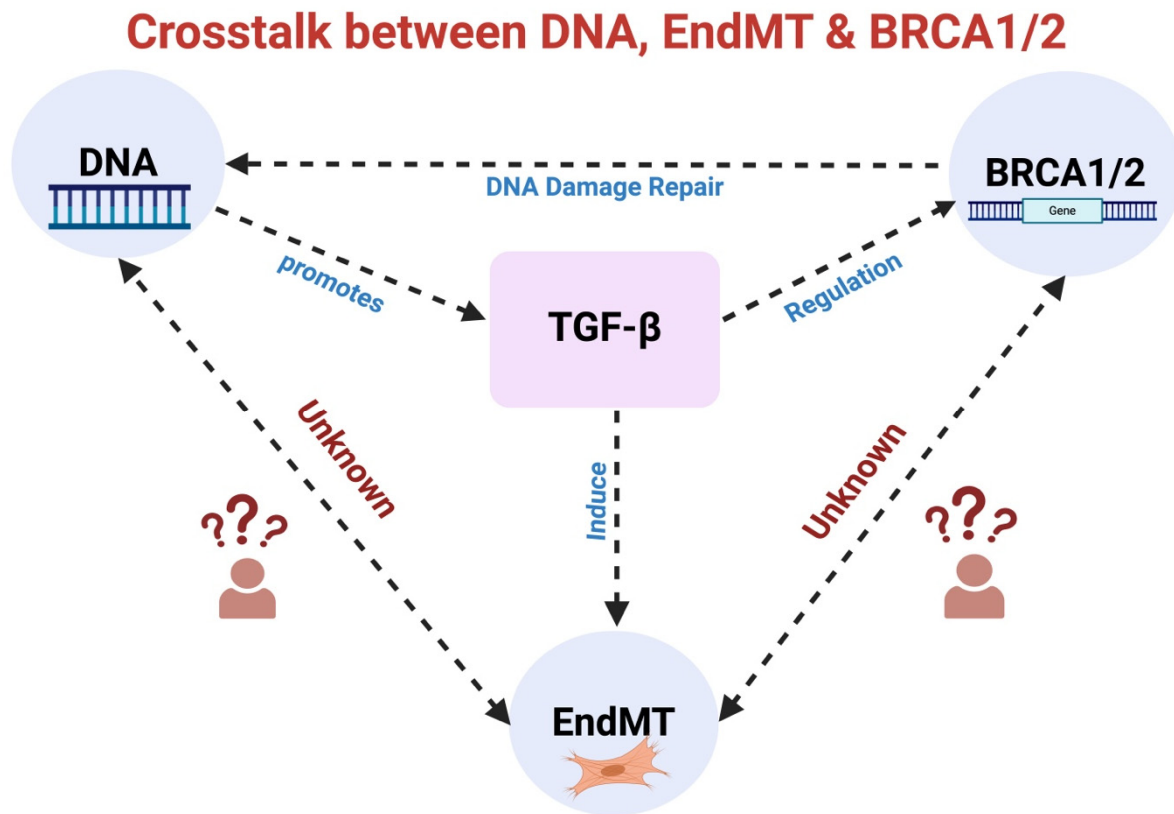 Crosstalk between DNA, EndMT & BRCA1/2
DNA
BRCA1/2
Gene
DNA Damage Repair
promotes
Regulation
TGF-β
Unknown
???
Induce
Unknown
???
EndMT